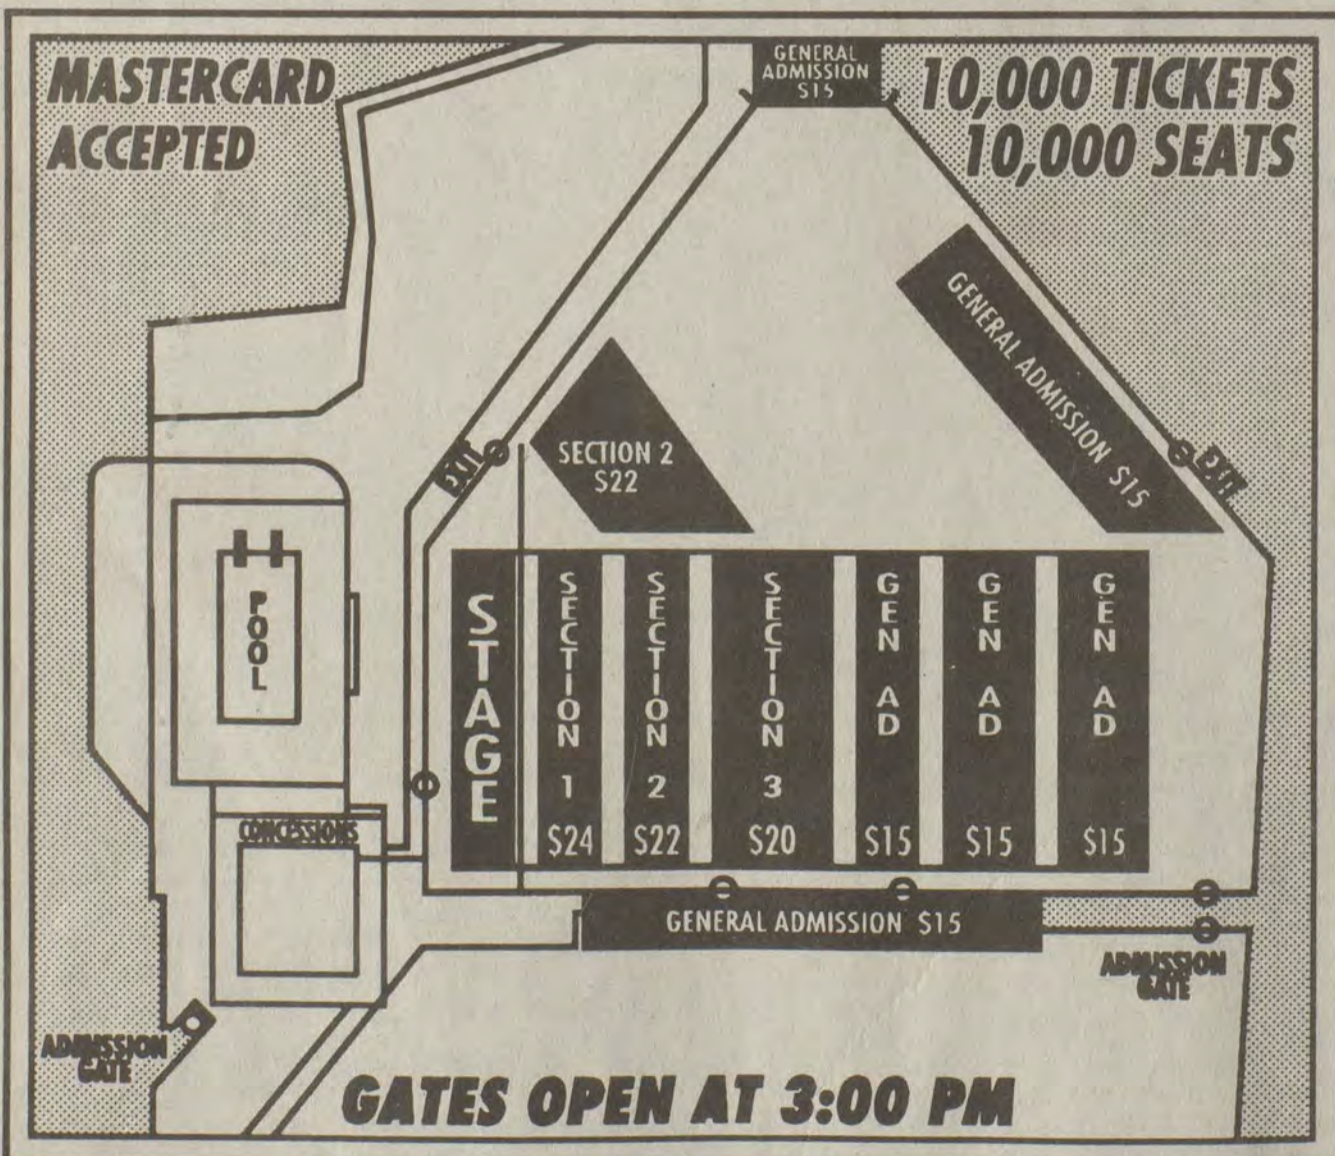 MASTERCARD
ACCEPTED
GENERAL
ADMISSION
$15
10,000 TICKETS
10,000 SEATS
GENERAL ADMISSION $15
EXIT
SECTION 2
$22
EXIT
POOL
STAGE
SECTION 1
$24
SECTION 2
$22
SECTION 3
$20
GEN AD
$15
GEN AD
$15
GEN AD
$15
CONCESSIONS
GENERAL ADMISSION $15
ADMISSION
GATE
ADMISSION
GATE
GATES OPEN AT 3:00 PM